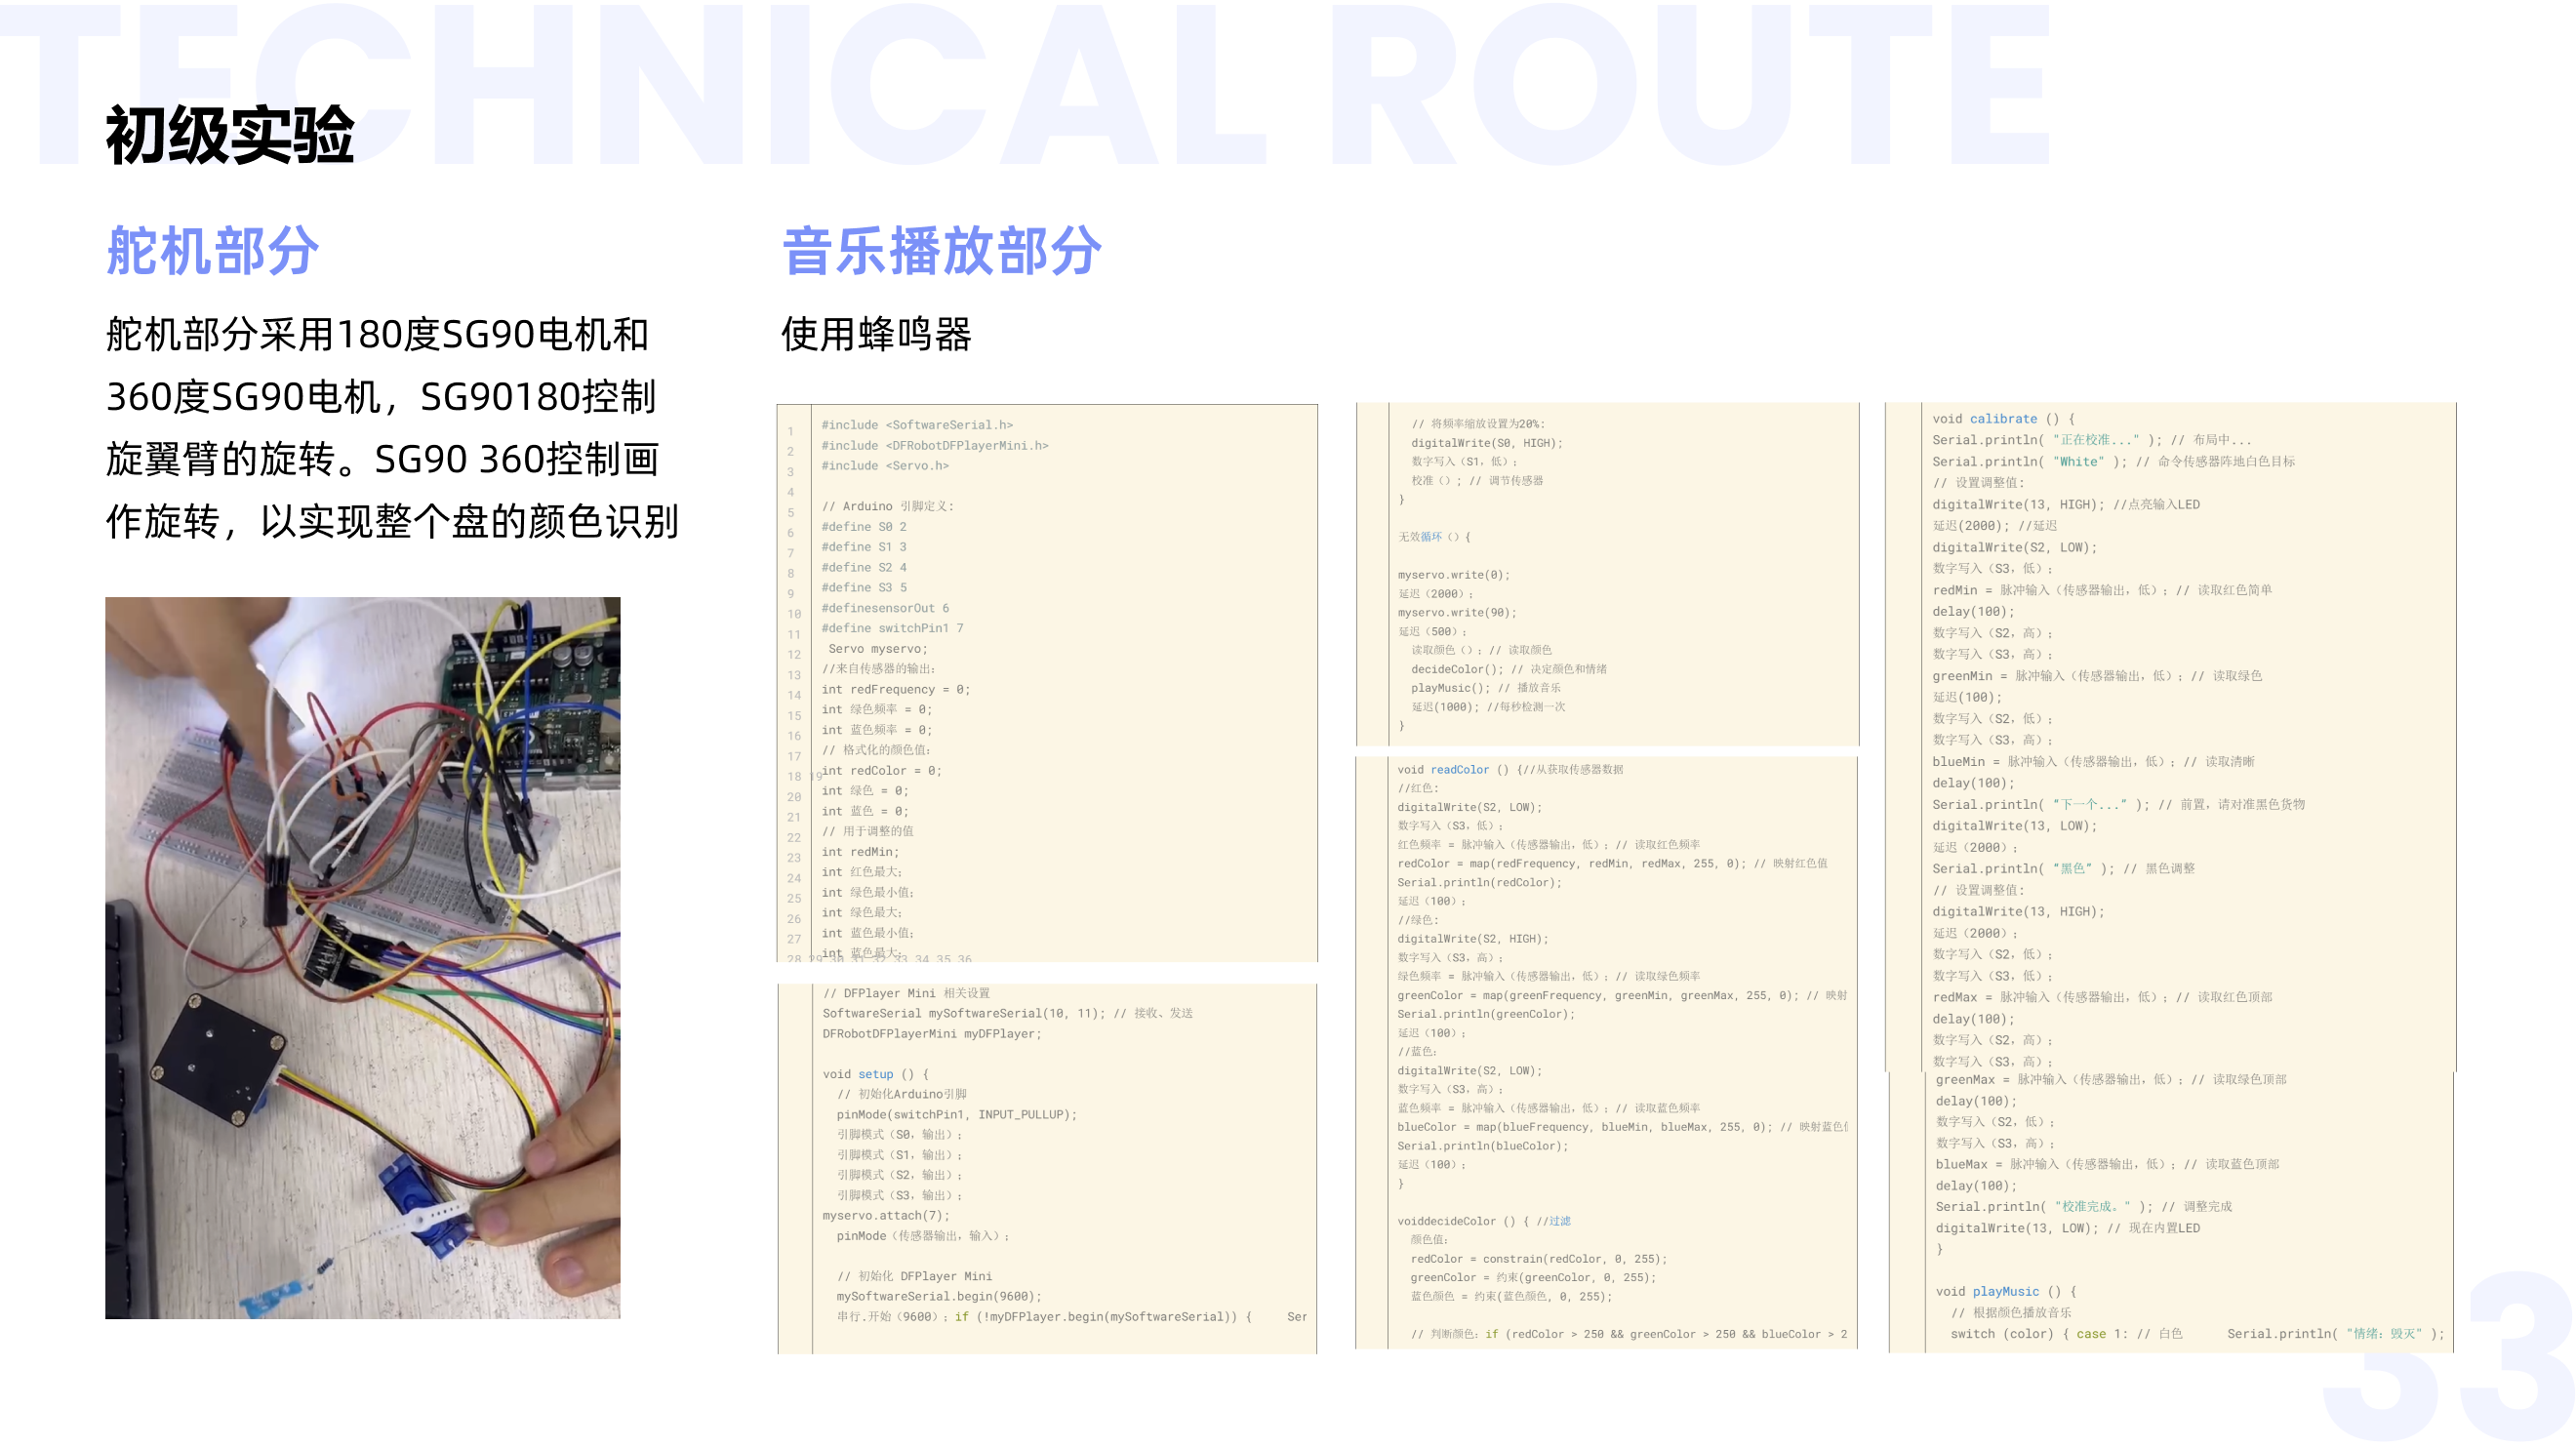 TECHNICAL ROUTE
初级实验
舵机部分
舵机部分采用180度SG90电机和
360度SG90电机，SG90180控制
旋翼臂的旋转。SG90 360控制画
作旋转，以实现整个盘的颜色识别
音乐播放部分
使用蜂鸣器
1
2
3
4
5
6
7
8
9
10
11
12
13
14
15
16
17
18 19
20
21
22
23
24
25
26
27
28 29 30 31 32 33 34 35 36
#include <SoftwareSerial.h>
#include <DFRobotDFPlayerMini.h>
#include <Servo.h>
// Arduino 引脚定义:
#define S0 2
#define S1 3
#define S2 4
#define S3 5
#definesensorOut 6
#define switchPin1 7
Servo myservo;
//来自传感器的输出:
int redFrequency = 0;
int 绿色频率 = 0;
int 蓝色频率 = 0;
// 格式化的颜色值:
int redColor = 0;
int 绿色 = 0;
int 蓝色 = 0;
// 用于调整的值
int redMin;
int 红色最大;
int 绿色最小值;
int 绿色最大;
int 蓝色最小值;
int 蓝色最大;
// DFPlayer Mini 相关设置
SoftwareSerial mySoftwareSerial(10, 11); // 接收、发送
DFRobotDFPlayerMini myDFPlayer;
void setup () {
// 初始化Arduino引脚
pinMode(switchPin1, INPUT_PULLUP);
引脚模式（S0，输出）;
引脚模式（S1，输出）;
引脚模式（S2，输出）;
引脚模式（S3，输出）;
myservo.attach(7);
pinMode（传感器输出，输入）;
// 初始化 DFPlayer Mini
mySoftwareSerial.begin(9600);
串行.开始（9600）; if (!myDFPlayer.begin(mySoftwareSerial)) { Ser
// 将频率缩放设置为20%:
digitalWrite(S0, HIGH);
数字写入（S1，低）;
校准（）; // 调节传感器
}
无效循环（）{
myservo.write(0);
延迟（2000）;
myservo.write(90);
延迟（500）;
读取颜色（）; // 读取颜色
decideColor(); // 决定颜色和情绪
playMusic(); // 播放音乐
延迟(1000); //每秒检测一次
}
void readColor () {//从获取传感器数据
//红色:
digitalWrite(S2, LOW);
数字写入（S3，低）;
红色频率 = 脉冲输入（传感器输出，低）; // 读取红色频率
redColor = map(redFrequency, redMin, redMax, 255, 0); // 映射红色值
Serial.println(redColor);
延迟（100）;
//绿色:
digitalWrite(S2, HIGH);
数字写入（S3，高）;
绿色频率 = 脉冲输入（传感器输出，低）; // 读取绿色频率
greenColor = map(greenFrequency, greenMin, greenMax, 255, 0); // 映射
Serial.println(greenColor);
延迟（100）;
//蓝色:
digitalWrite(S2, LOW);
数字写入（S3，高）;
蓝色频率 = 脉冲输入（传感器输出，低）; // 读取蓝色频率
blueColor = map(blueFrequency, blueMin, blueMax, 255, 0); // 映射蓝色
Serial.println(blueColor);
延迟（100）;
}
voiddecideColor () { //过滤
颜色值:
redColor = constrain(redColor, 0, 255);
greenColor = 约束(greenColor, 0, 255);
蓝色颜色 = 约束(蓝色颜色, 0, 255);
// 判断颜色: if (redColor > 250 && greenColor > 250 && blueColor > 2
void calibrate () {
Serial.println( "正在校准..." ); // 布局中...
Serial.println( "White" ); // 命令传感器阵地白色目标
// 设置调整值:
digitalWrite(13, HIGH); //点亮输入LED
延迟(2000); //延迟
digitalWrite(S2, LOW);
数字写入（S3，低）;
redMin = 脉冲输入（传感器输出，低）; // 读取红色简单
delay(100);
数字写入（S2，高）;
数字写入（S3，高）;
greenMin = 脉冲输入（传感器输出，低）; // 读取绿色
延迟(100);
数字写入（S2，低）;
数字写入（S3，高）;
blueMin = 脉冲输入（传感器输出，低）; // 读取清晰
delay(100);
Serial.println( "下一个..." ); // 前置，请对准黑色货物
digitalWrite(13, LOW);
延迟（2000）;
Serial.println( "黑色" ); // 黑色调整
// 设置调整值:
digitalWrite(13, HIGH);
延迟（2000）;
数字写入（S2，低）;
数字写入（S3，低）;
redMax = 脉冲输入（传感器输出，低）; // 读取红色顶部
delay(100);
数字写入（S2，高）;
数字写入（S3，高）;
greenMax = 脉冲输入（传感器输出，低）; // 读取绿色顶部
delay(100);
数字写入（S2，低）;
数字写入（S3，高）;
blueMax = 脉冲输入（传感器输出，低）; // 读取蓝色顶部
delay(100);
Serial.println( "校准完成。" ); // 调整完成
digitalWrite(13, LOW); // 现在内置LED
}
void playMusic () {
// 根据颜色播放音乐
switch (color) { case 1: // 白色 Serial.println( "情绪: 毁灭" );
33